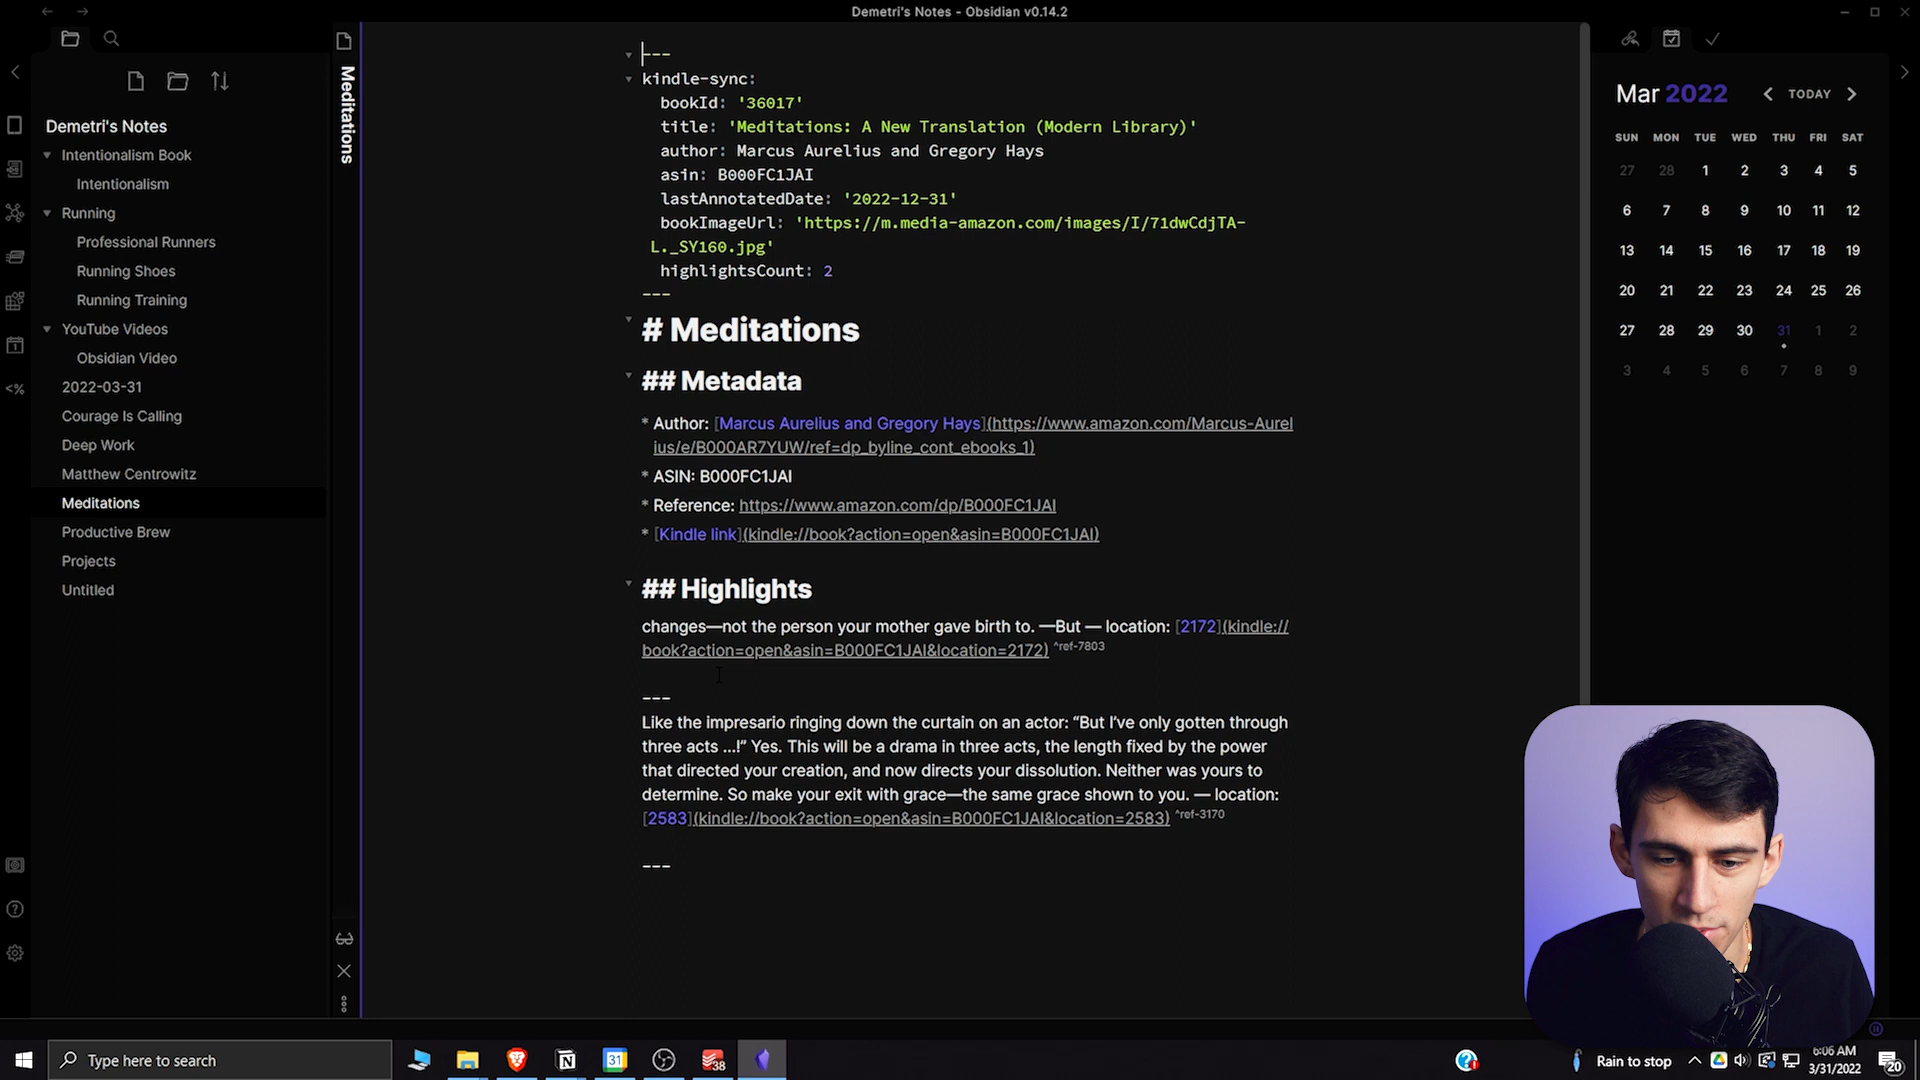 Demetri's Notes - Obsidian v0.14.2
Demetri's Notes
Intentionalism Book
Intentionalism
Running
Professional Runners
Running Shoes
Running Training
YouTube Videos
Obsidian Video
2022-03-31
Courage Is Calling
Deep Work
Matthew Centrowitz
Meditations
Productive Brew
Projects
Untitled
Meditations
---
kindle-sync:
bookId: '36017'
title: 'Meditations: A New Translation (Modern Library)'
author: Marcus Aurelius and Gregory Hays
asin: B000FC1JAI
lastAnnotatedDate: '2022-12-31'
bookImageUrl: 'https://m.media-amazon.com/images/I/71dwCdjTA-
L._SY160.jpg'
highlightsCount: 2
---
# Meditations
## Metadata
* Author: [Marcus Aurelius and Gregory Hays](https://www.amazon.com/Marcus-Aurel
ius/e/B000AR7YUW/ref=dp_byline_cont_ebooks_1)
* ASIN: B000FC1JAI
* Reference: https://www.amazon.com/dp/B000FC1JAI
* [Kindle link](kindle://book?action=open&asin=B000FC1JAI)
## Highlights
changes—not the person your mother gave birth to. —But — location: [2172](kindle://
book?action=open&asin=B000FC1JAI&location=2172) ^ref-7803
---
Like the impresario ringing down the curtain on an actor: “But I’ve only gotten through
three acts ...!” Yes. This will be a drama in three acts, the length fixed by the power
that directed your creation, and now directs your dissolution. Neither was yours to
determine. So make your exit with grace—the same grace shown to you. — location:
[2583](kindle://book?action=open&asin=B000FC1JAI&location=2583) ^ref-3170
---
Mar 2022 TODAY
SUN MON TUE WED THU FRI SAT
27 28 1 2 3 4 5
6 7 8 9 10 11 12
13 14 15 16 17 18 19
20 21 22 23 24 25 26
27 28 29 30 31 1 2
3 4 5 6 7 8 9
Type here to search
31
38
Rain to stop
6:06 AM
3/31/2022
20